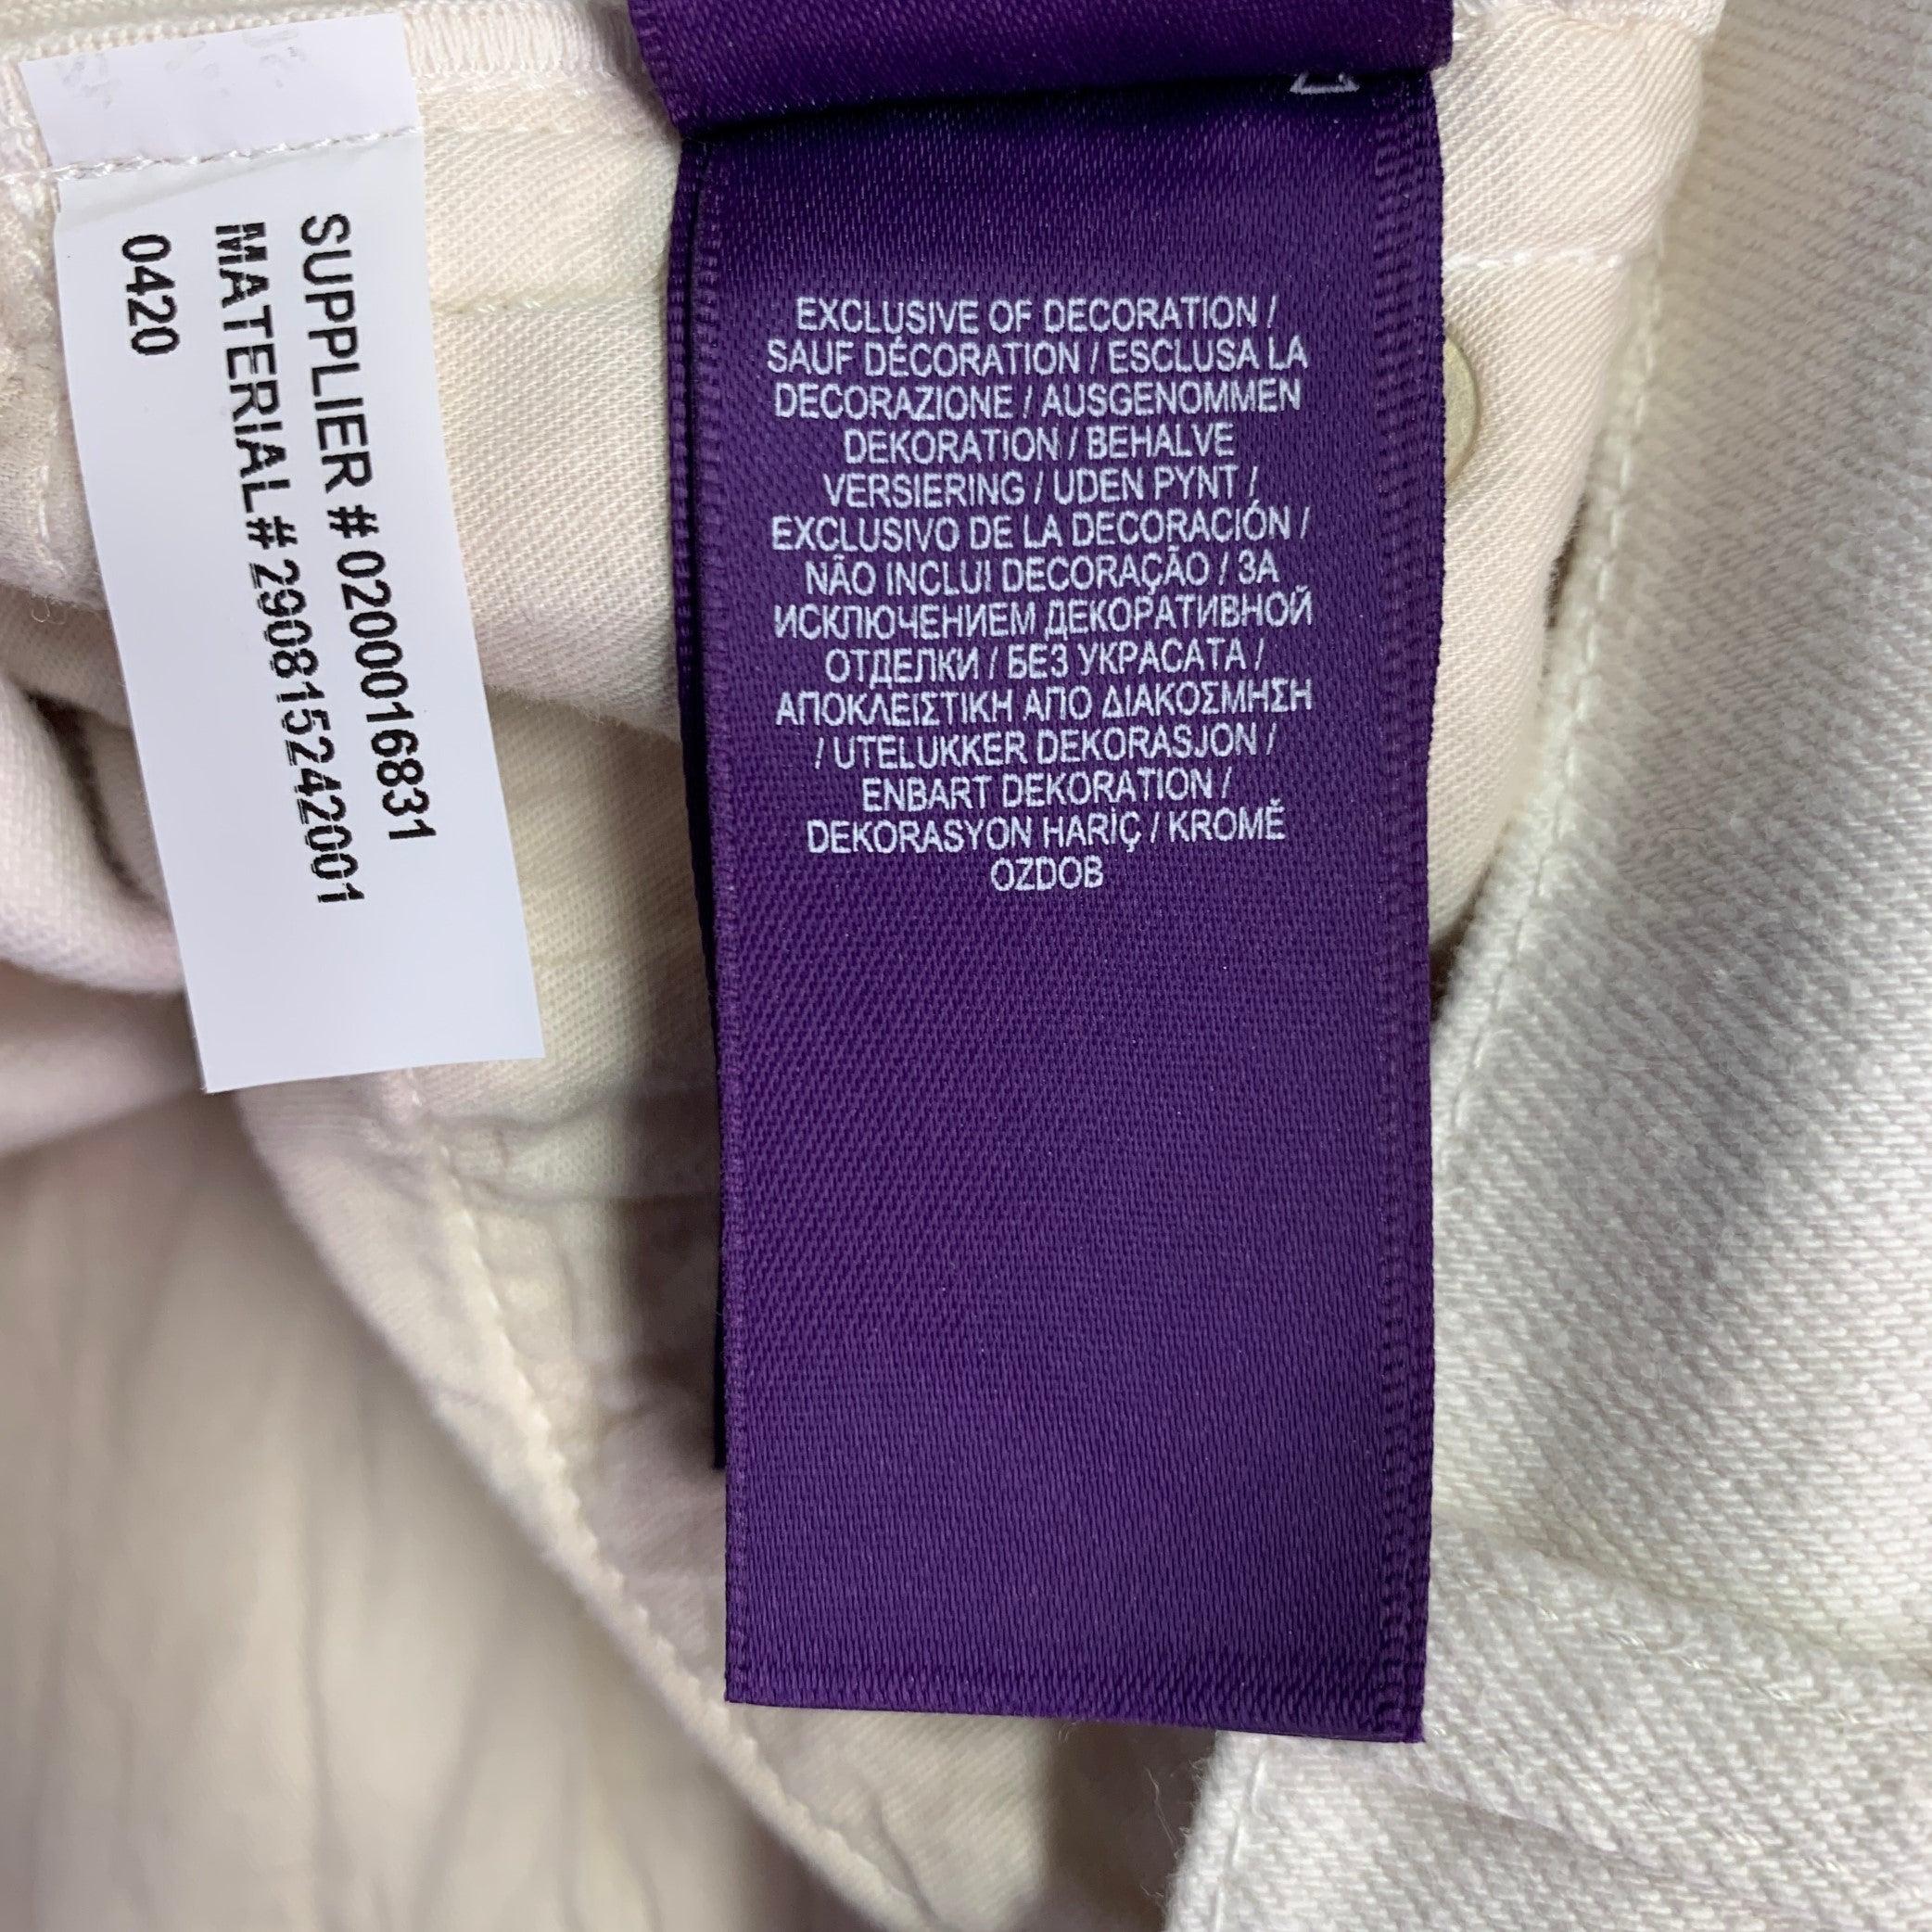 SUPPLIER # 0200016831
MATERIAL# 290815242001
0420
EXCLUSIVE OF DECORATION /
SAUF DÉCORATION / ESCLUSA LA
DECORAZIONE / AUSGENOMMEN
DEKORATION / BEHALVE
VERSIERING / UDEN PYNT /
EXCLUSIVO DE LA DECORACIÓN /
NÃO INCLUI DECORAÇÃO / ЗА
ИСКЛЮЧЕНИЕМ ДЕКОРАТИВНОЙ
ОТДЕЛКИ / БЕЗ УКРАСАТА /
ΑΠΟΚΛΕΙΣΤΙΚΗ ΑΠΟ ΔΙΑΚΟΣΜΗΣΗ
/ UTELUKKER DEKORASJON /
ENBART DEKORATION /
DEKORASYON HARİÇ / KROMĚ
OZDOB